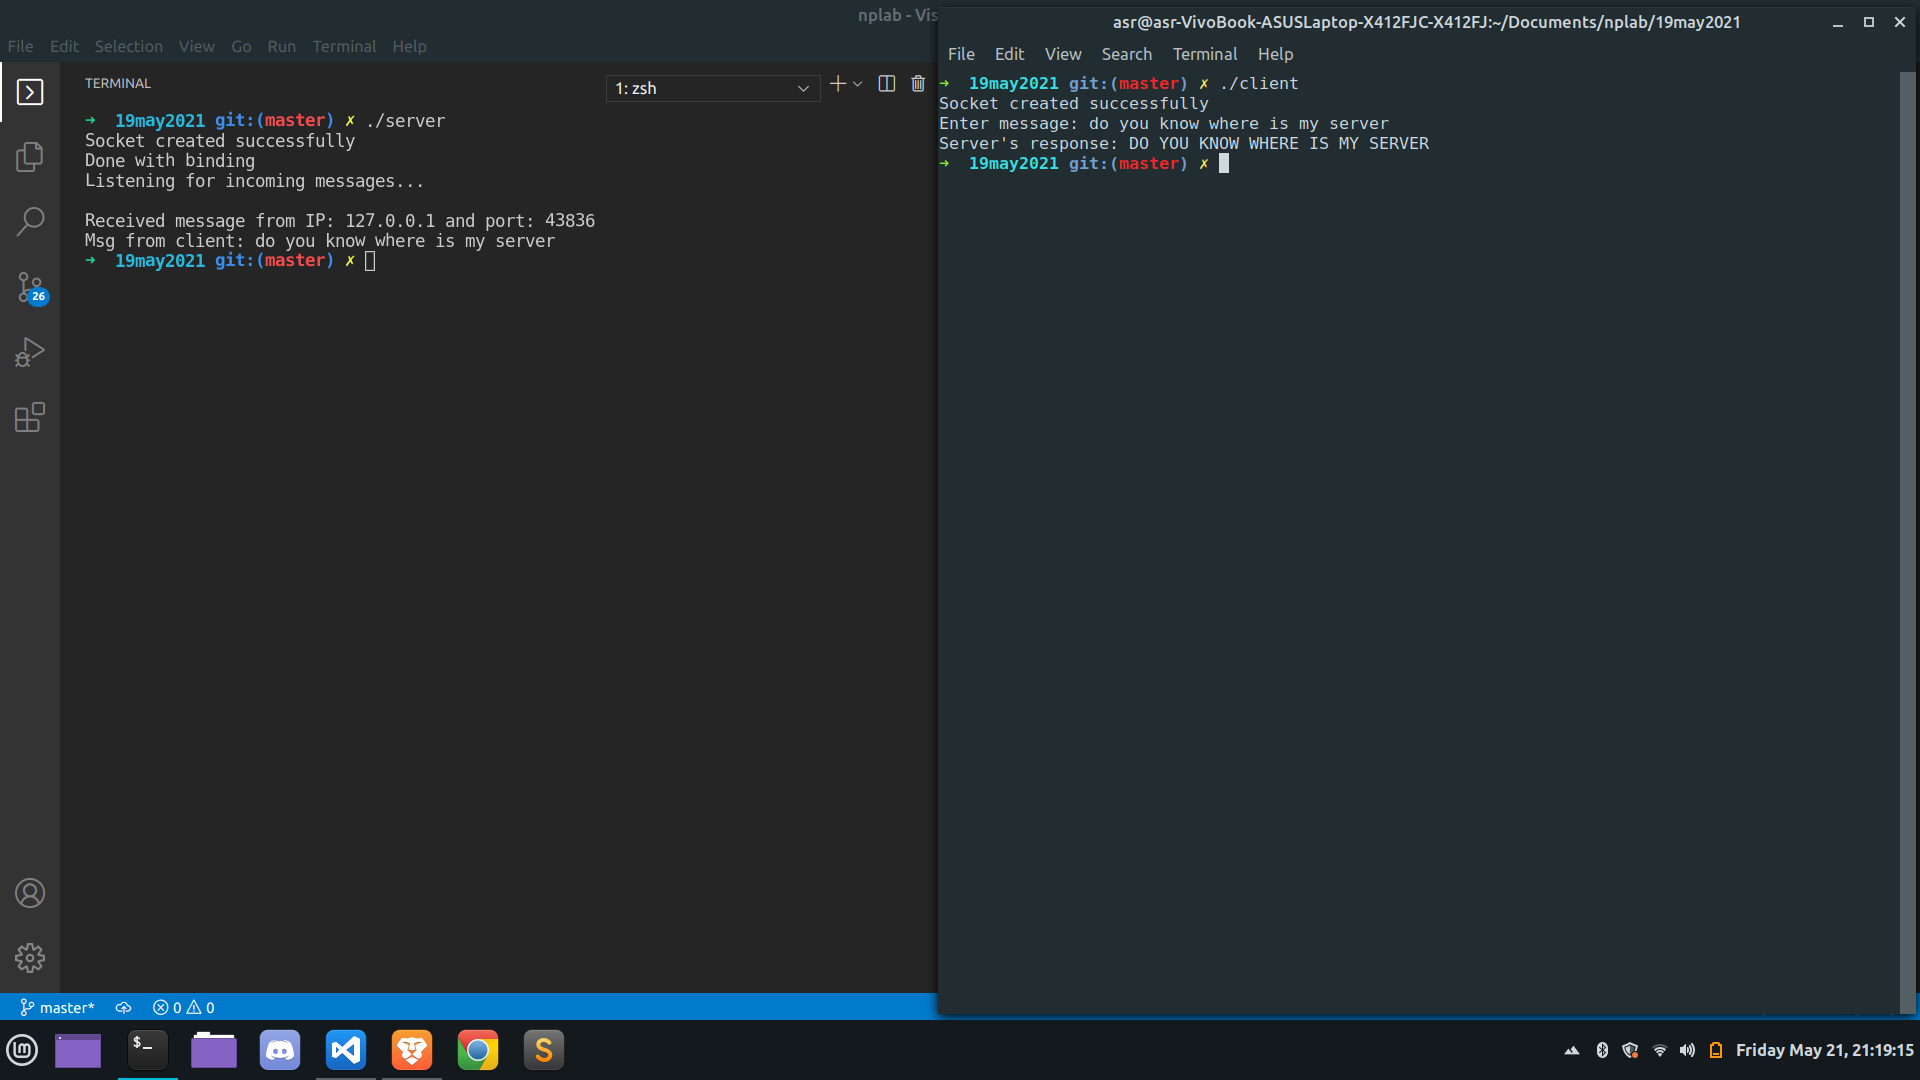 nplab - Vis
File Edit Selection View Go Run Terminal Help
TERMINAL
1: zsh
➜ 19may2021 git:(master) ✗ ./server
Socket created successfully
Done with binding
Listening for incoming messages...
Received message from IP: 127.0.0.1 and port: 43836
Msg from client: do you know where is my server
➜ 19may2021 git:(master) ✗
26
master* 0 0
asr@asr-VivoBook-ASUSLaptop-X412FJC-X412FJ:~/Documents/nplab/19may2021
File Edit View Search Terminal Help
➜ 19may2021 git:(master) ✗ ./client
Socket created successfully
Enter message: do you know where is my server
Server's response: DO YOU KNOW WHERE IS MY SERVER
➜ 19may2021 git:(master) ✗
$_
S
Friday May 21, 21:19:15